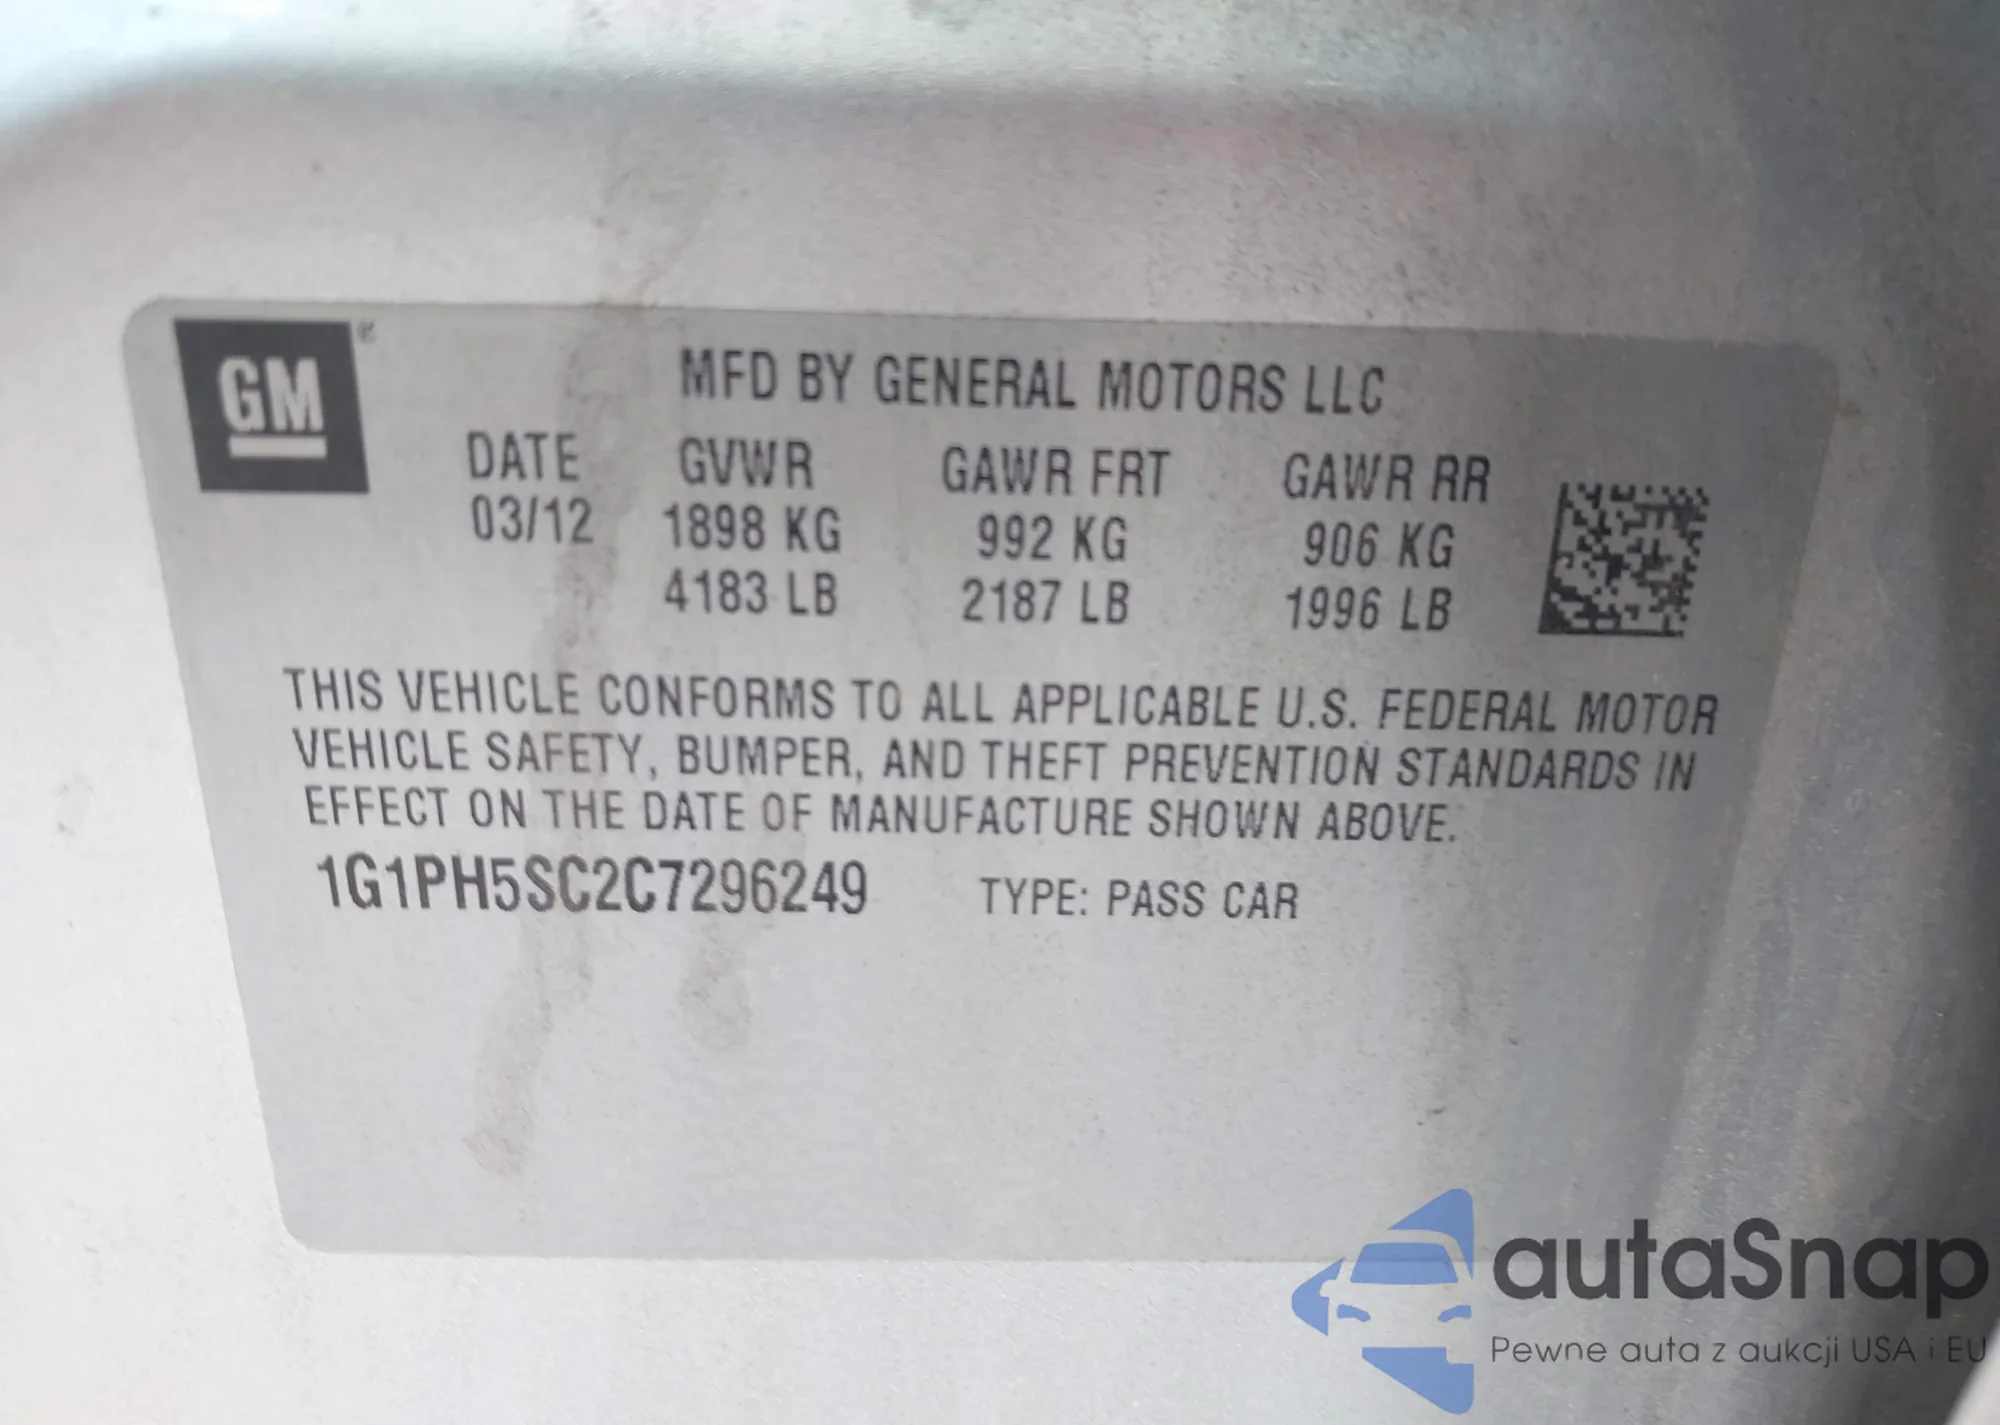 GM
MFD BY GENERAL MOTORS LLC
DATE GVWR GAWR FRT GAWR RR
03/12 1898 KG 992 KG 906 KG
4183 LB 2187 LB 1996 LB
THIS VEHICLE CONFORMS TO ALL APPLICABLE U.S. FEDERAL MOTOR
VEHICLE SAFETY, BUMPER, AND THEFT PREVENTION STANDARDS IN
EFFECT ON THE DATE OF MANUFACTURE SHOWN ABOVE.
1G1PH5SC2C7296249 TYPE: PASS CAR
autaSnap
Pewne auta z aukcji USA i EU